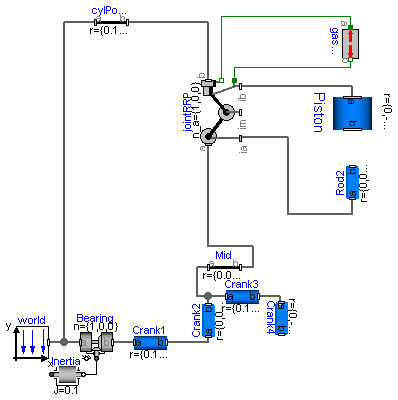 cylPo...
r={0.1...
a
b
gas...
jointRRP
n_a={1,0,0}
b
ib
im
ia
a
Piston
a
b
r={0,...
Rod2
b
a
r={0,0...
Mid
a
b
r={0.0...
Crank3
a
b
r={0.1...
Crank2
b
a
r={0,0...
Crank4
a
b
r={0,...
world
y
x
Bearing
n={1,0,0}
a
b
Crank1
a
b
r={0.1...
Inertia
J=0.1